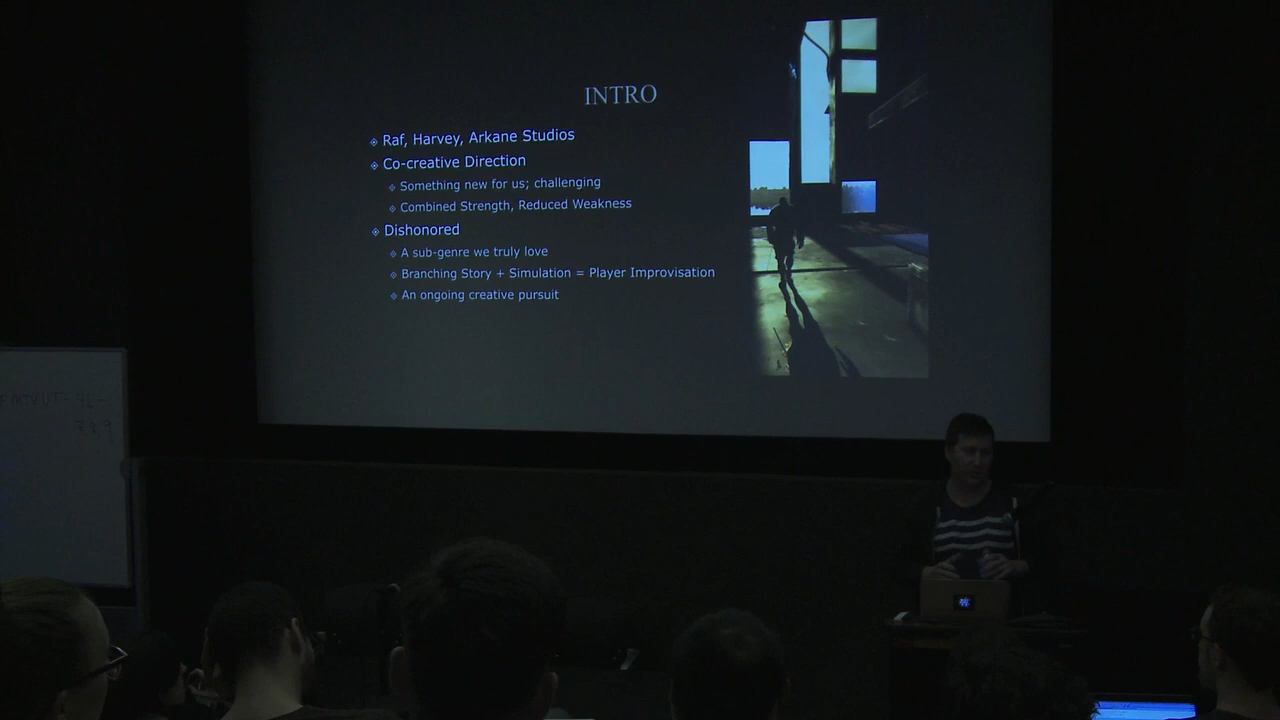 INTRO
Raf, Harvey, Arkane Studios
Co-creative Direction
Something new for us; challenging
Combined Strength, Reduced Weakness
Dishonored
A sub-genre we truly love
Branching Story + Simulation = Player Improvisation
An ongoing creative pursuit